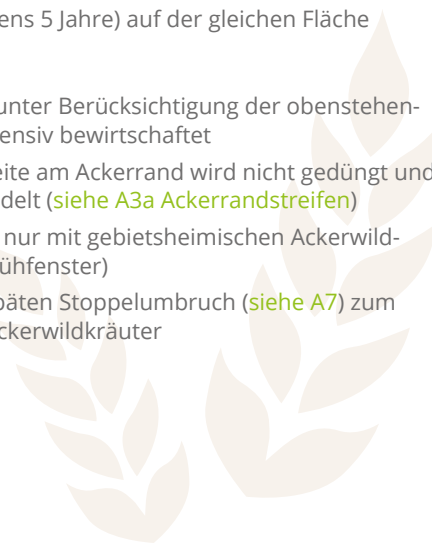 ens 5 Jahre) auf der gleichen Fläche
unter Berücksichtigung der obenstehen-
ensiv bewirtschaftet
eite am Ackerrand wird nicht gedüngt und
delt (siehe A3a Ackerrandstreifen)
nur mit gebietsheimischen Ackerwild-
ühfenster)
päten Stoppelumbruch (siehe A7) zum
ckerwildkräuter